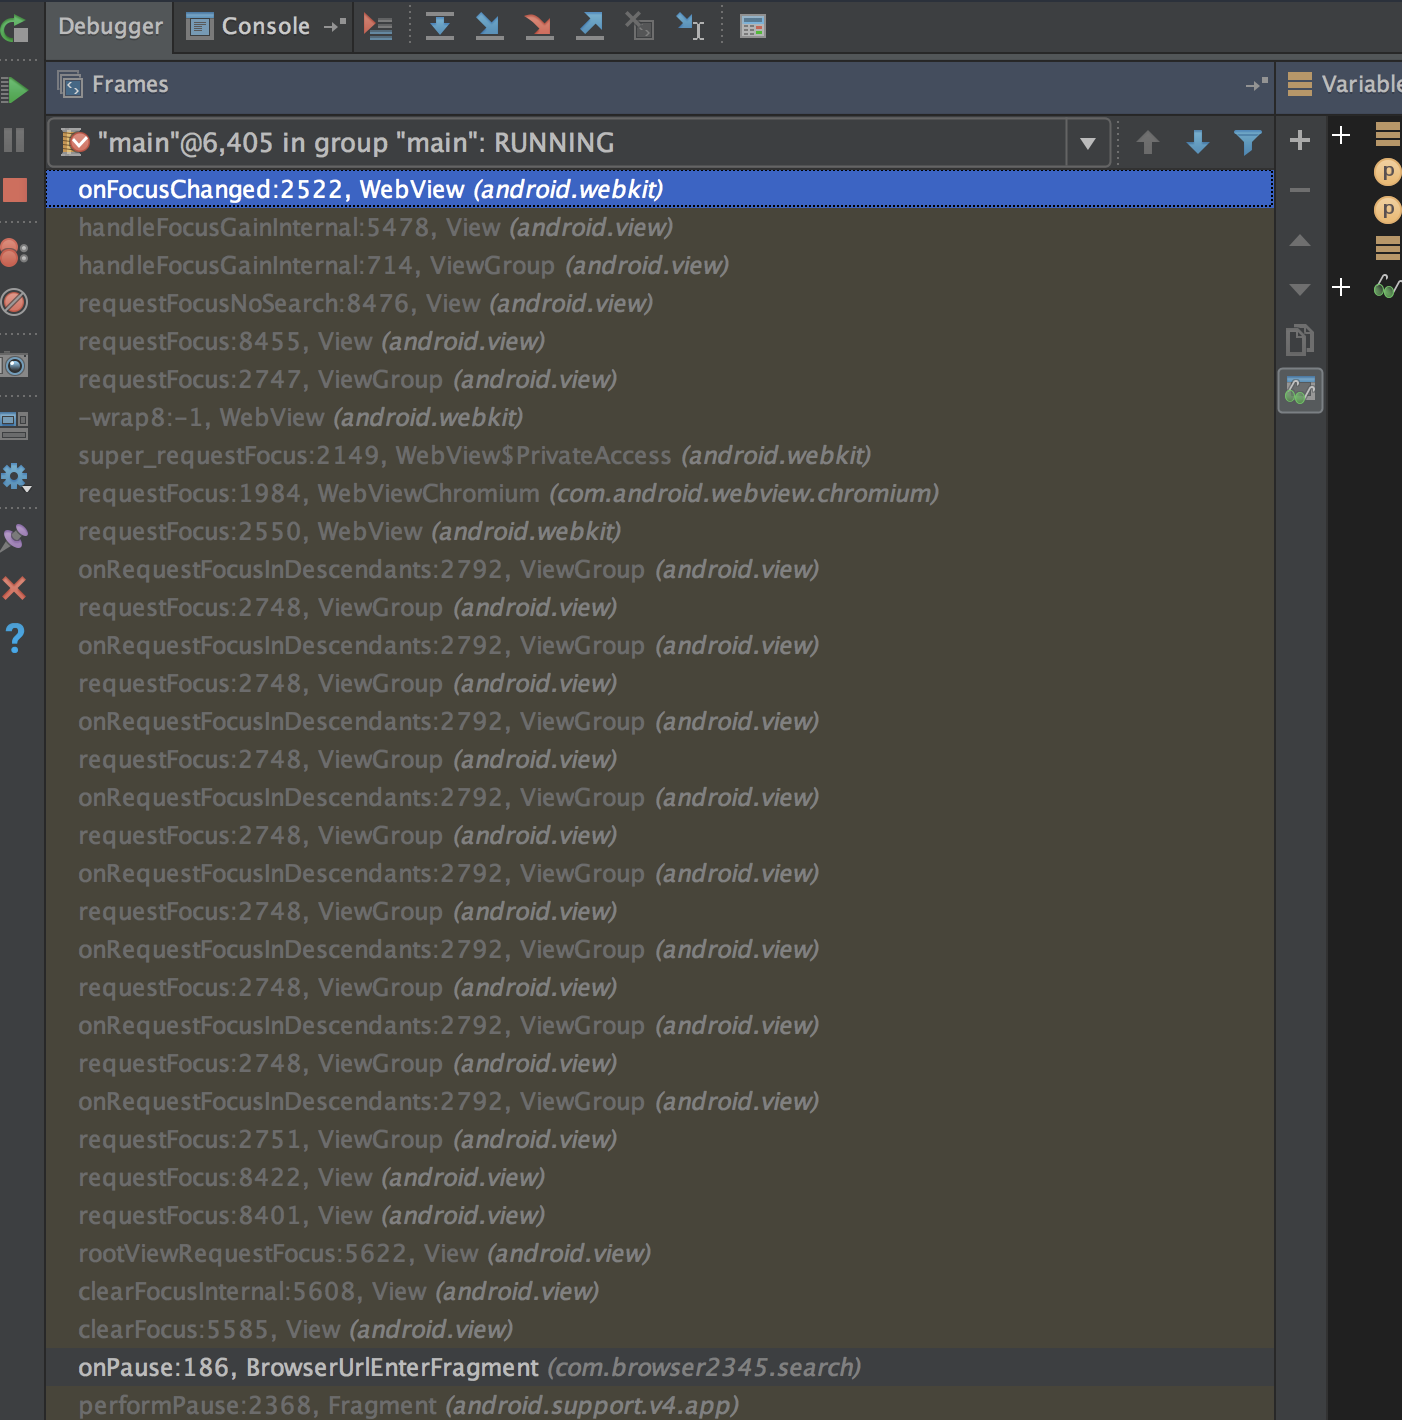 Debugger Console
Frames Variable
"main"@6,405 in group "main": RUNNING
onFocusChanged:2522, WebView (android.webkit)
handleFocusGainInternal:5478, View (android.view)
handleFocusGainInternal:714, ViewGroup (android.view)
requestFocusNoSearch:8476, View (android.view)
requestFocus:8455, View (android.view)
requestFocus:2747, ViewGroup (android.view)
-wrap8:-1, WebView (android.webkit)
super_requestFocus:2149, WebView$PrivateAccess (android.webkit)
requestFocus:1984, WebViewChromium (com.android.webview.chromium)
requestFocus:2550, WebView (android.webkit)
onRequestFocusInDescendants:2792, ViewGroup (android.view)
requestFocus:2748, ViewGroup (android.view)
onRequestFocusInDescendants:2792, ViewGroup (android.view)
requestFocus:2748, ViewGroup (android.view)
onRequestFocusInDescendants:2792, ViewGroup (android.view)
requestFocus:2748, ViewGroup (android.view)
onRequestFocusInDescendants:2792, ViewGroup (android.view)
requestFocus:2748, ViewGroup (android.view)
onRequestFocusInDescendants:2792, ViewGroup (android.view)
requestFocus:2748, ViewGroup (android.view)
onRequestFocusInDescendants:2792, ViewGroup (android.view)
requestFocus:2748, ViewGroup (android.view)
onRequestFocusInDescendants:2792, ViewGroup (android.view)
requestFocus:2748, ViewGroup (android.view)
onRequestFocusInDescendants:2792, ViewGroup (android.view)
requestFocus:2751, ViewGroup (android.view)
requestFocus:8422, View (android.view)
requestFocus:8401, View (android.view)
rootViewRequestFocus:5622, View (android.view)
clearFocusInternal:5608, View (android.view)
clearFocus:5585, View (android.view)
onPause:186, BrowserUrlEnterFragment (com.browser2345.search)
performPause:2368, Fragment (android.support.v4.app)
p
p